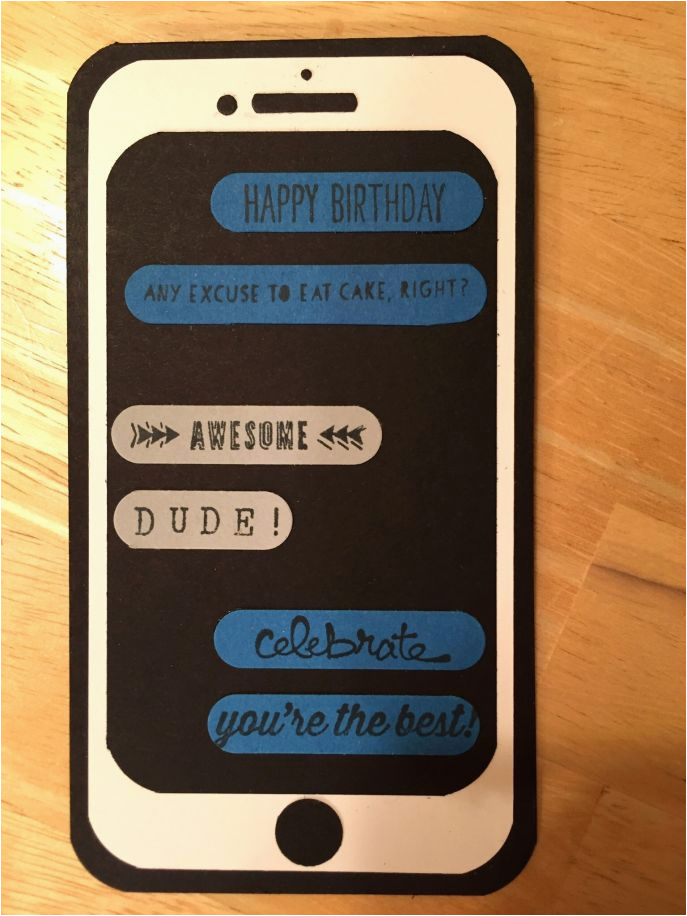 HAPPY BIRTHDAY
ANY EXCUSE TO EAT CAKE, RIGHT?
AWESOME
DUDE!
celebrate
you're the best!